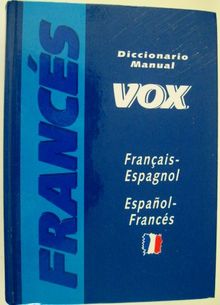 FRANCÉS
Diccionario
Manual
VOX
Français-
Espagnol
Español-
Francés